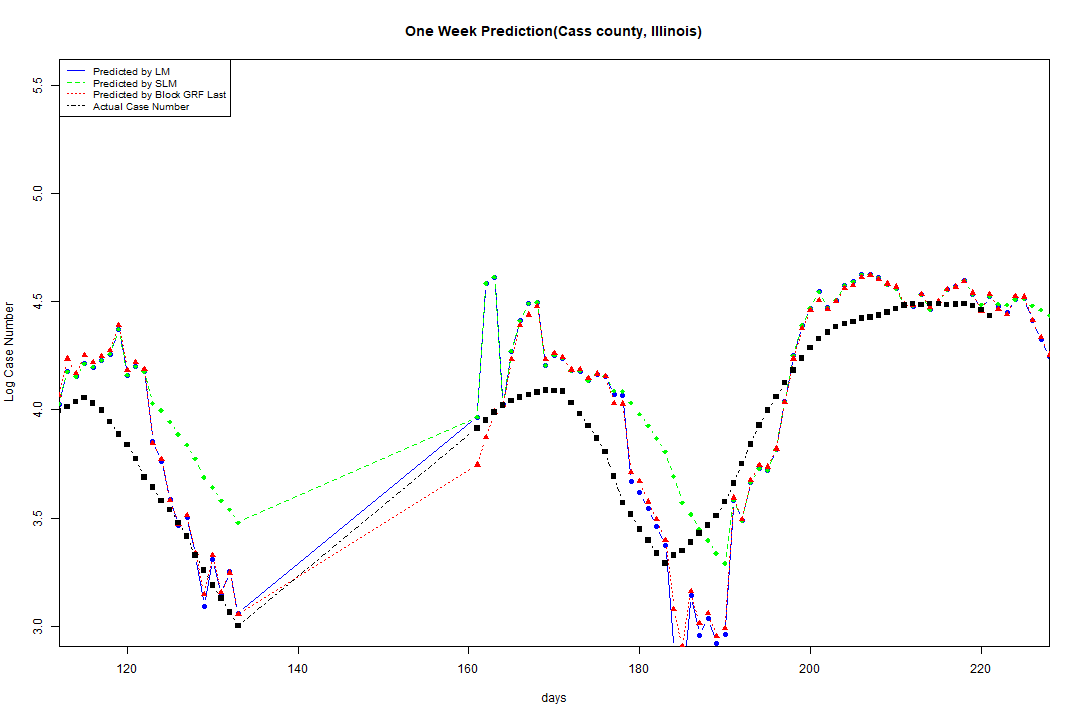 One Week Prediction(Cass county, Illinois)
Predicted by LM
Predicted by SLM
Predicted by Block GRF Last
Actual Case Number
5.5
5.0
4.5
4.0
3.5
3.0
Log Case Number
120 140 160 180 200 220
days